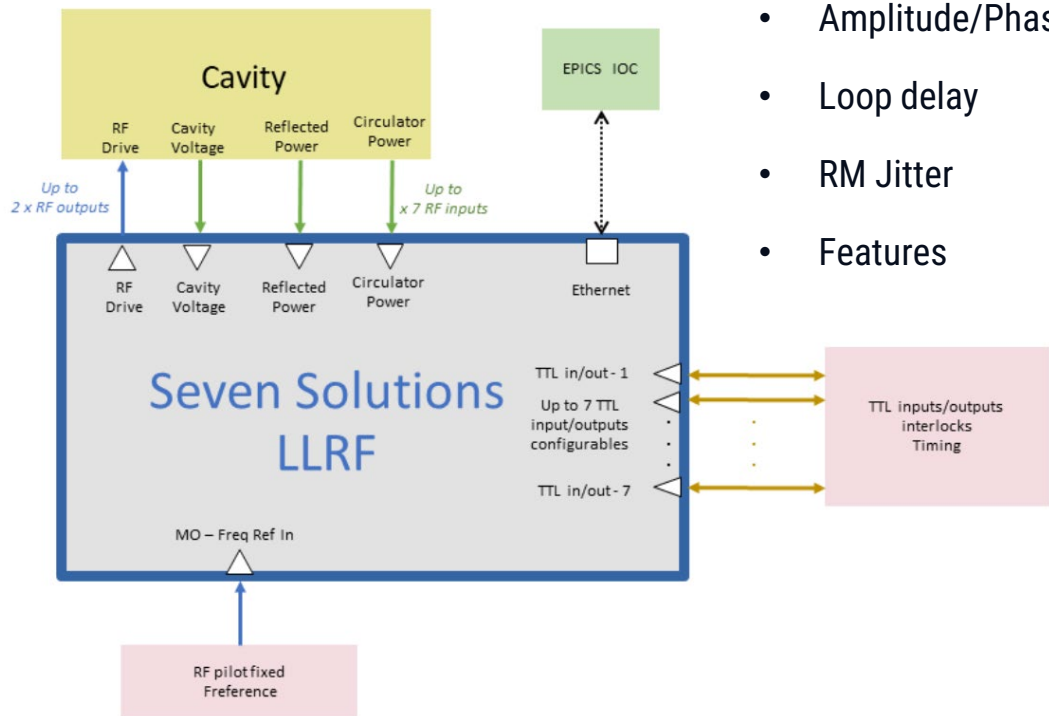 Cavity
RF
Drive
Cavity
Voltage
Reflected
Power
Circulator
Power
Up to
2 x RF outputs
Up to
x 7 RF inputs
EPICS IOC
RF
Drive
Cavity
Voltage
Reflected
Power
Circulator
Power
Ethernet
Seven Solutions
LLRF
TTL in/out - 1
Up to 7 TTL
input/outputs
configurables
TTL in/out - 7
TTL inputs/outputs
interlocks
Timing
MO – Freq Ref In
RF pilot fixed
Freference
• Amplitude/Phas
• Loop delay
• RM Jitter
• Features